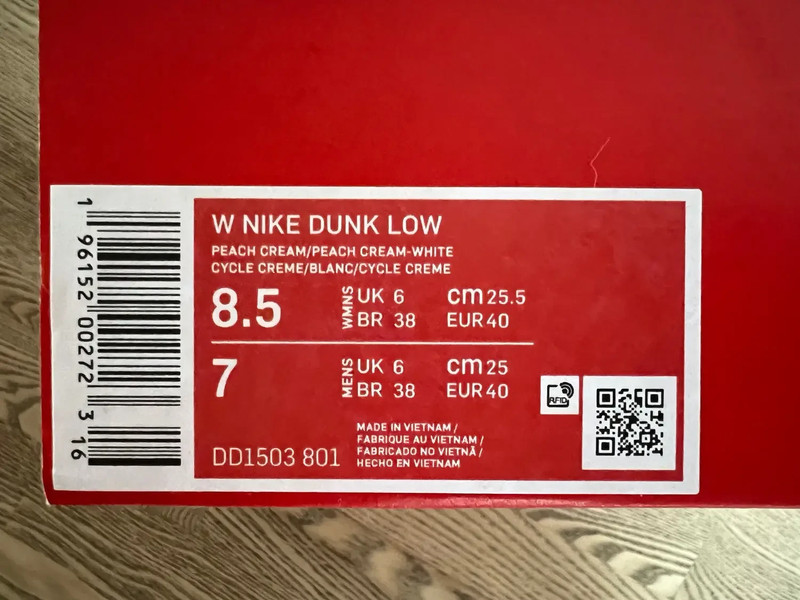 1 96152 00272 3 16
W NIKE DUNK LOW
PEACH CREAM/PEACH CREAM-WHITE
CYCLE CREME/BLANC/CYCLE CREME
8.5 WMNS UK 6 cm 25.5
BR 38 EUR 40
7 MENS UK 6 cm 25
BR 38 EUR 40
RFID
DD1503 801
MADE IN VIETNAM /
FABRIQUE AU VIETNAM /
FABRICADO NO VIETNÃ /
HECHO EN VIETNAM